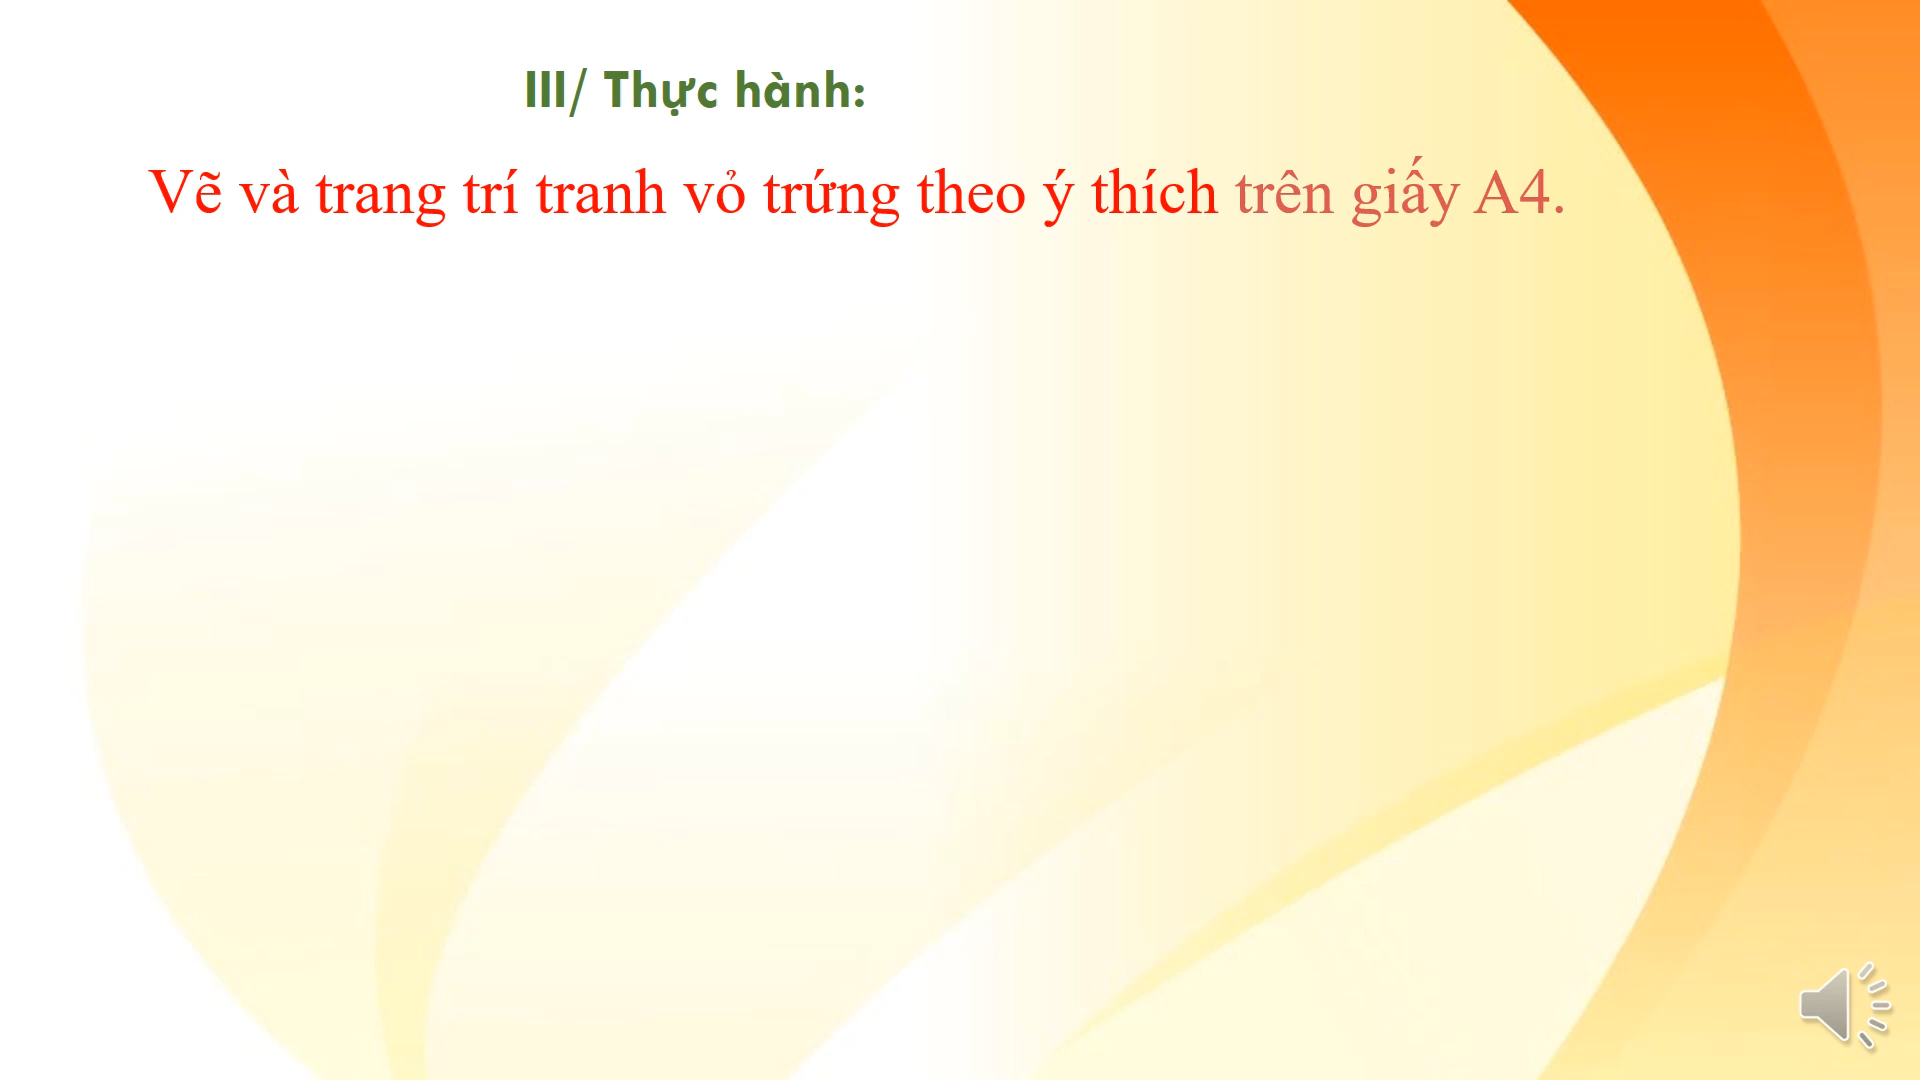 III/ Thực hành:
Vẽ và trang trí tranh vỏ trứng theo ý thích trên giấy A4.